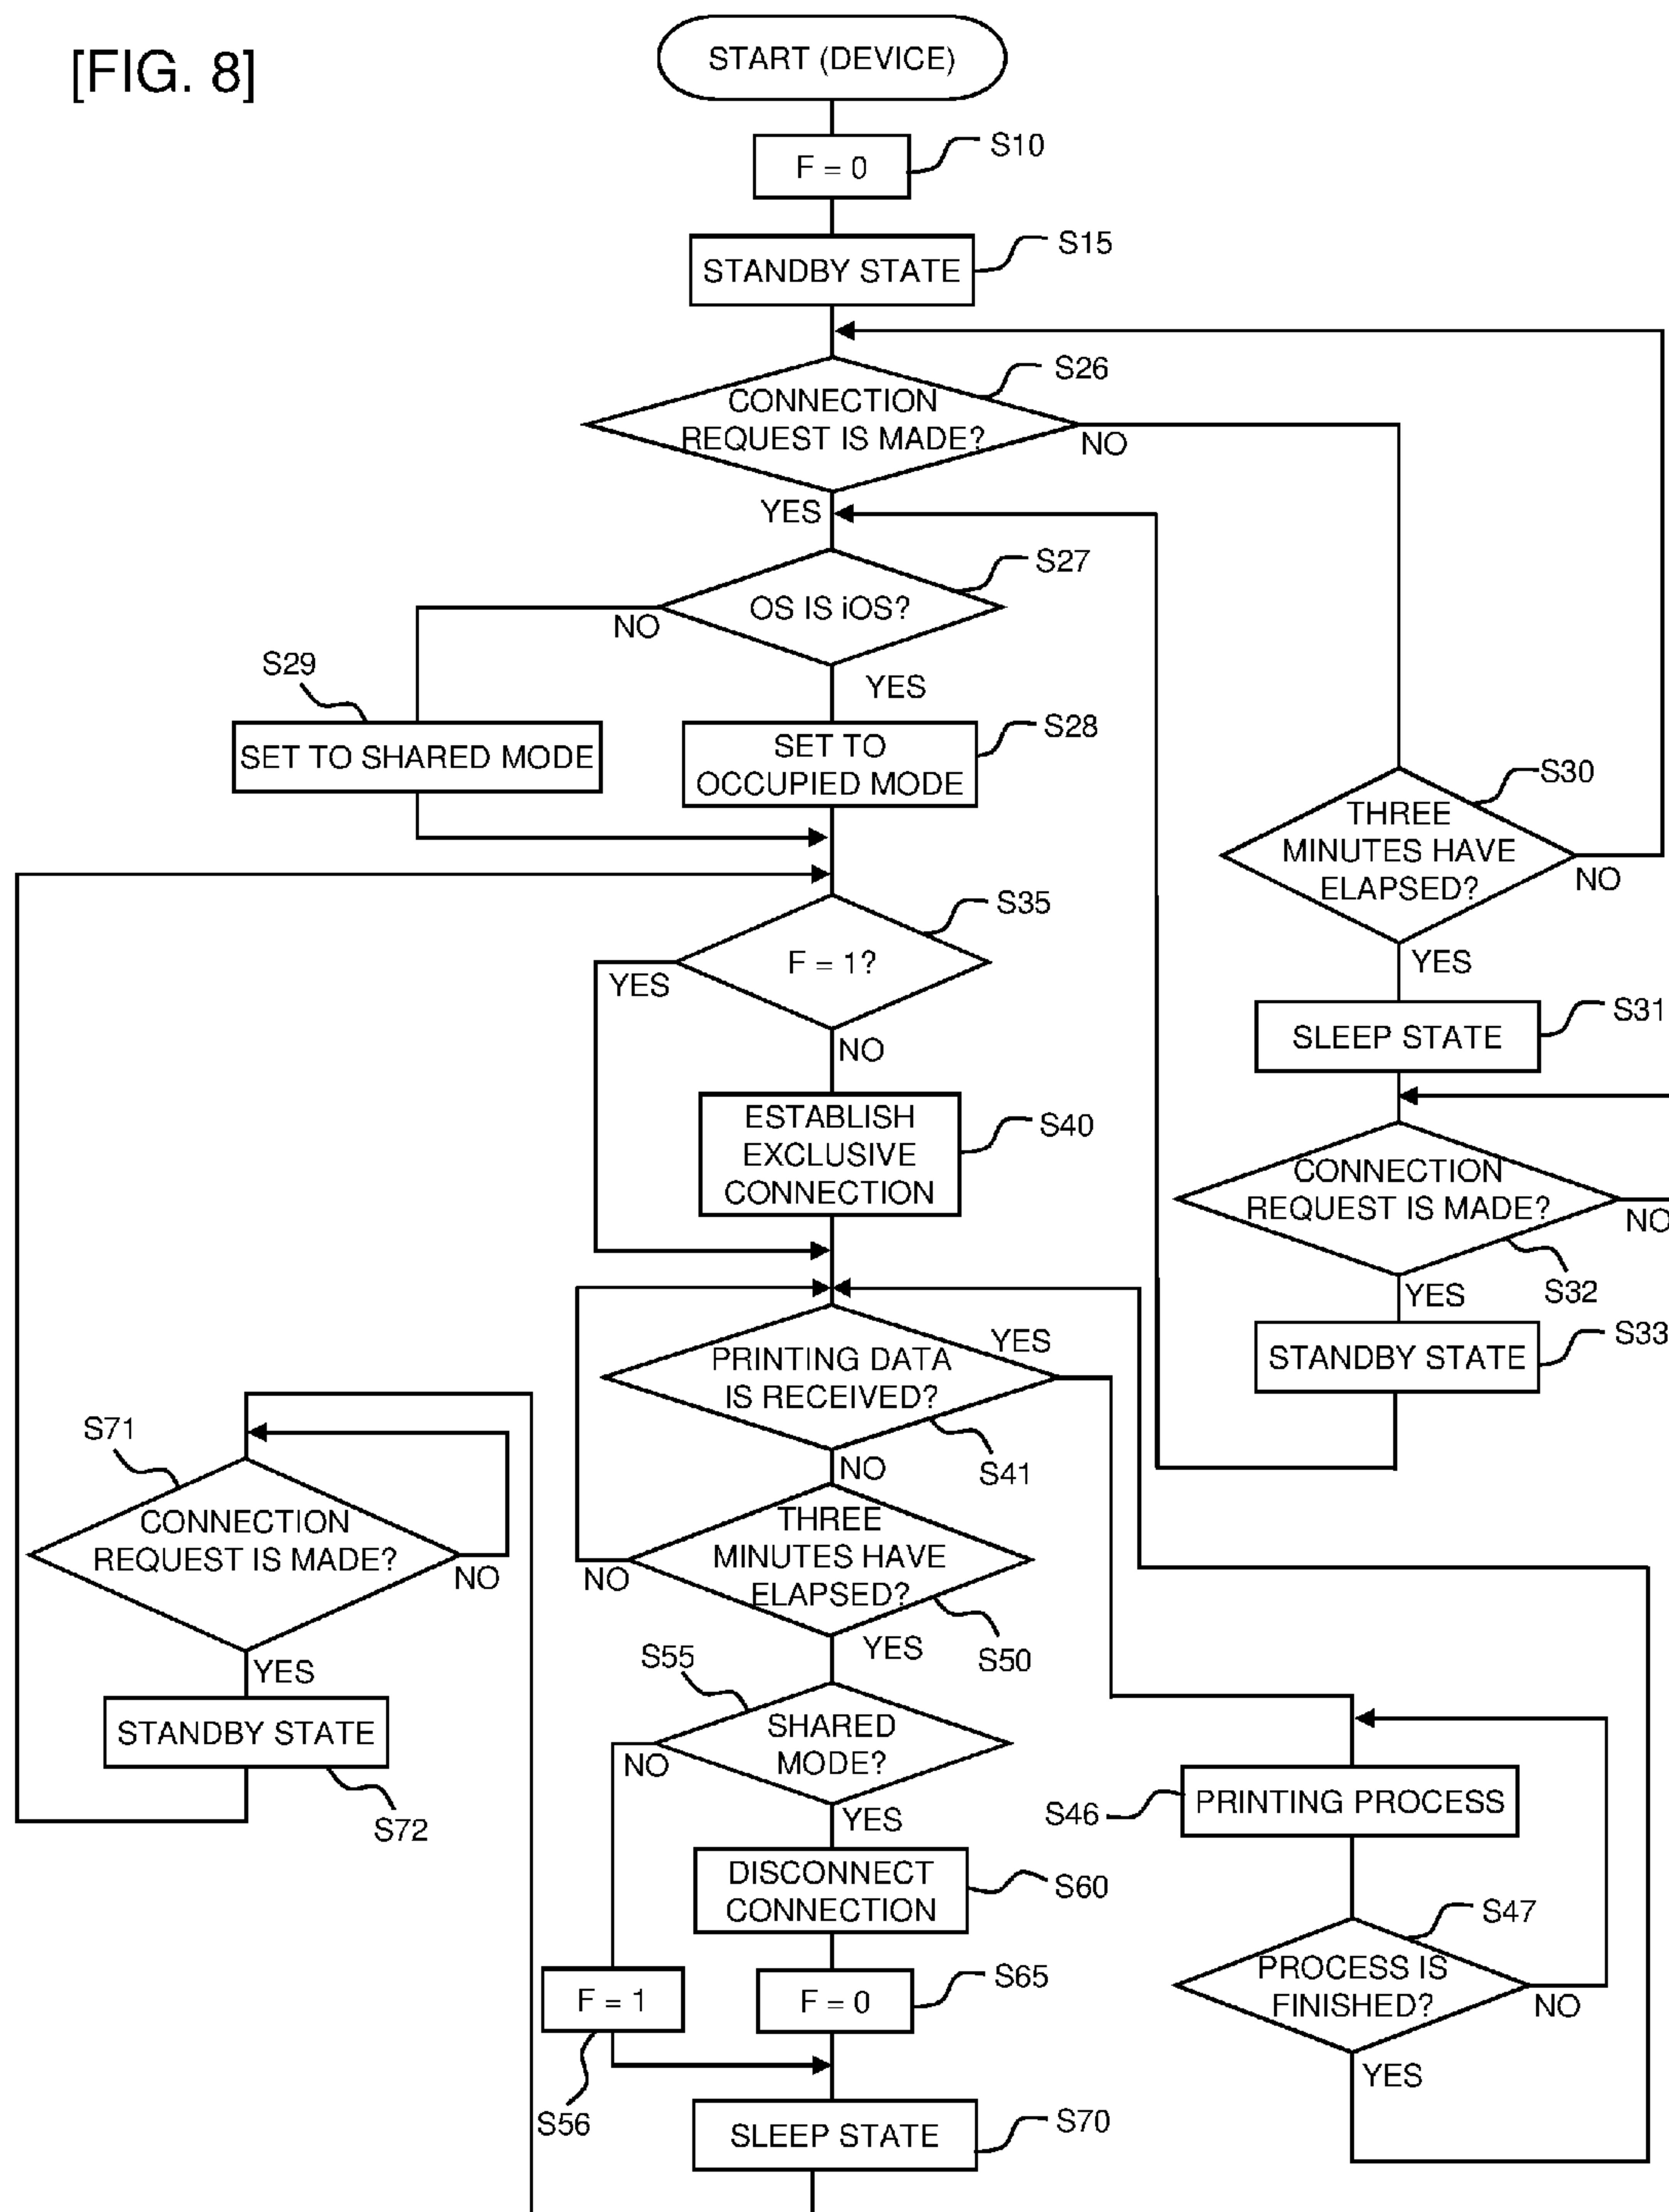 [FIG. 8]
START (DEVICE)
F = 0
S10
STANDBY STATE
S15
CONNECTION
REQUEST IS MADE?
S26
NO
YES
OS IS iOS?
S27
NO
YES
S29
SET TO SHARED MODE
SET TO
OCCUPIED MODE
S28
THREE
MINUTES HAVE
ELAPSED?
S30
NO
YES
F = 1?
S35
YES
NO
SLEEP STATE
S31
ESTABLISH
EXCLUSIVE
CONNECTION
S40
CONNECTION
REQUEST IS MADE?
NO
S32
YES
STANDBY STATE
S33
PRINTING DATA
IS RECEIVED?
YES
S41
NO
S71
CONNECTION
REQUEST IS MADE?
NO
YES
STANDBY STATE
S72
THREE
MINUTES HAVE
ELAPSED?
NO
S50
YES
S55
SHARED
MODE?
NO
YES
S46
PRINTING PROCESS
DISCONNECT
CONNECTION
S60
S47
PROCESS IS
FINISHED?
NO
YES
F = 1
S56
F = 0
S65
SLEEP STATE
S70